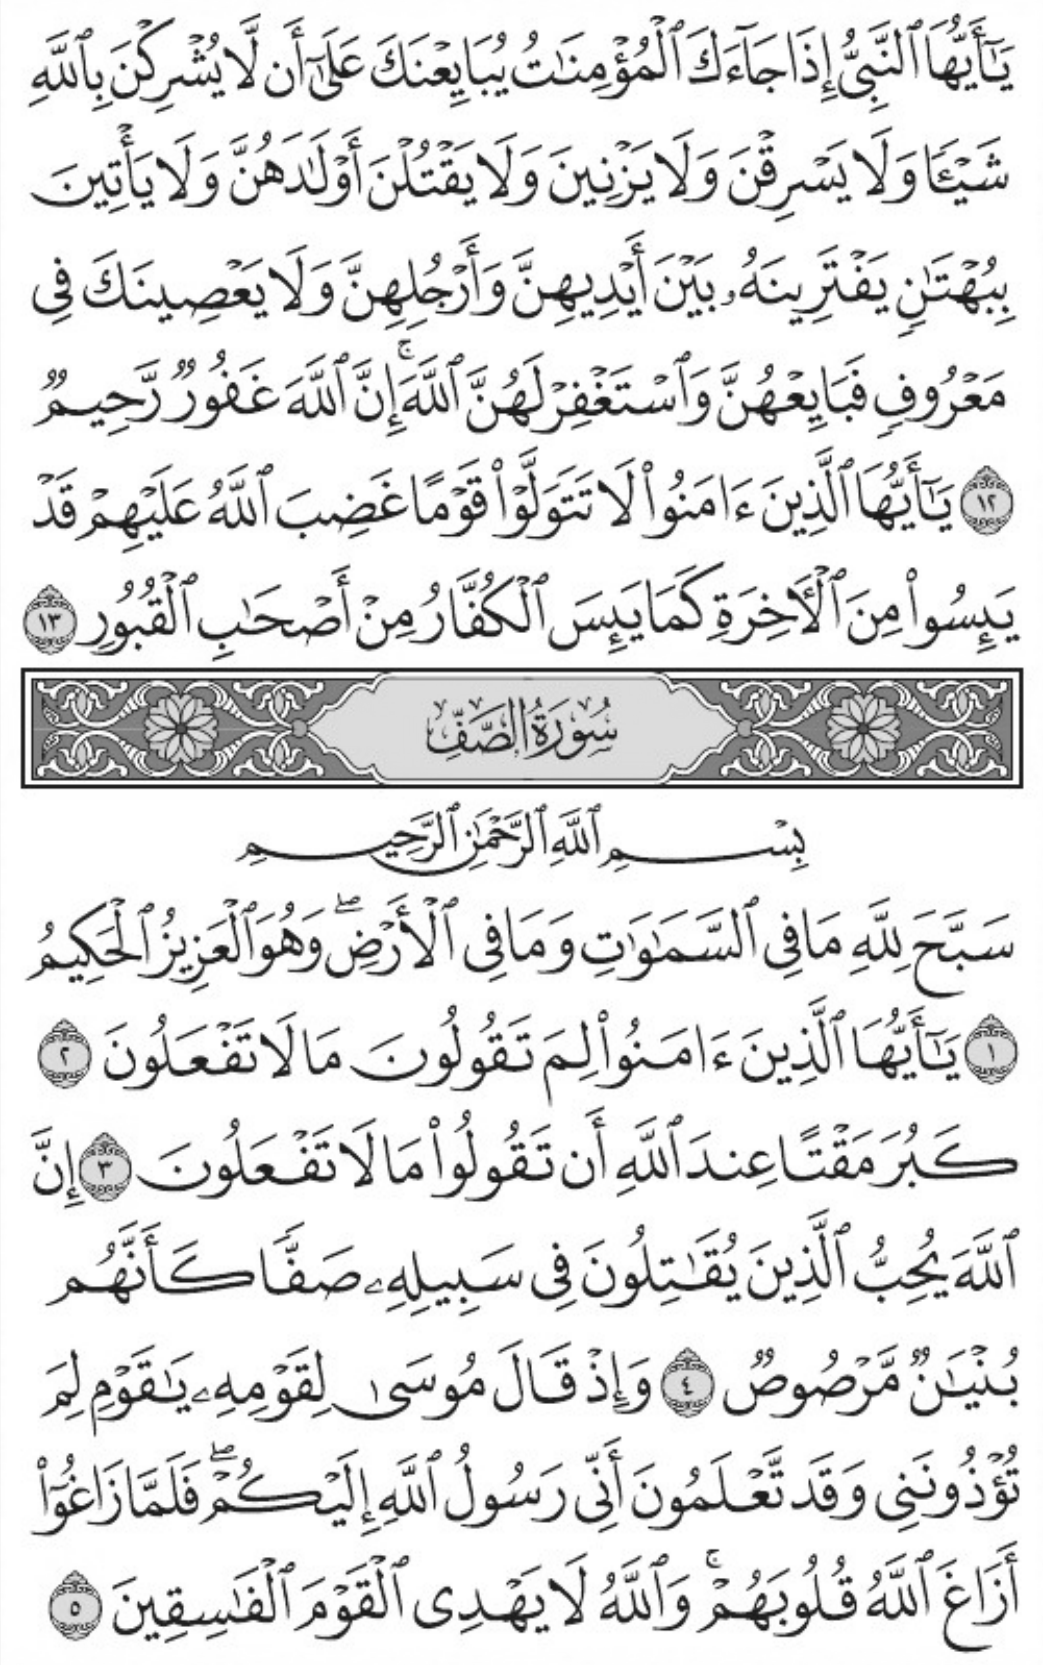 يَـٰٓأَيُّهَا ٱلنَّبِيُّ إِذَا جَآءَكَ ٱلْمُؤْمِنَـٰتُ يُبَايِعْنَكَ عَلَىٰٓ أَن لَّا يُشْرِكْنَ بِٱللَّهِ
شَيْـًٔا وَلَا يَسْرِقْنَ وَلَا يَزْنِينَ وَلَا يَقْتُلْنَ أَوْلَـٰدَهُنَّ وَلَا يَأْتِينَ
بِبُهْتَـٰنٍ يَفْتَرِينَهُۥ بَيْنَ أَيْدِيهِنَّ وَأَرْجُلِهِنَّ وَلَا يَعْصِينَكَ فِى
مَعْرُوفٍ فَبَايِعْهُنَّ وَٱسْتَغْفِرْ لَهُنَّ ٱللَّهَ ۚ إِنَّ ٱللَّهَ غَفُورٌ رَّحِيمٌ
١٢ يَـٰٓأَيُّهَا ٱلَّذِينَ ءَامَنُوا۟ لَا تَتَوَلَّوْا۟ قَوْمًا غَضِبَ ٱللَّهُ عَلَيْهِمْ قَدْ
يَئِسُوا۟ مِنَ ٱلْـَٔاخِرَةِ كَمَا يَئِسَ ٱلْكُفَّارُ مِنْ أَصْحَـٰبِ ٱلْقُبُورِ ١٣
سُورَةُ الصَّفِّ
بِسْمِ ٱللَّهِ ٱلرَّحْمَـٰنِ ٱلرَّحِيمِ
سَبَّحَ لِلَّهِ مَا فِى ٱلسَّمَـٰوَٰتِ وَمَا فِى ٱلْأَرْضِ ۖ وَهُوَ ٱلْعَزِيزُ ٱلْحَكِيمُ
١ يَـٰٓأَيُّهَا ٱلَّذِينَ ءَامَنُوا۟ لِمَ تَقُولُونَ مَا لَا تَفْعَلُونَ ٢
كَبُرَ مَقْتًا عِندَ ٱللَّهِ أَن تَقُولُوا۟ مَا لَا تَفْعَلُونَ ٣ إِنَّ
ٱللَّهَ يُحِبُّ ٱلَّذِينَ يُقَـٰتِلُونَ فِى سَبِيلِهِۦ صَفًّا كَأَنَّهُم
بُنْيَـٰنٌ مَّرْصُوصٌ ٤ وَإِذْ قَالَ مُوسَىٰ لِقَوْمِهِۦ يَـٰقَوْمِ لِمَ
تُؤْذُونَنِى وَقَد تَّعْلَمُونَ أَنِّى رَسُولُ ٱللَّهِ إِلَيْكُمْ ۖ فَلَمَّا زَاغُوٓا۟
أَزَاغَ ٱللَّهُ قُلُوبَهُمْ ۚ وَٱللَّهُ لَا يَهْدِى ٱلْقَوْمَ ٱلْفَـٰسِقِينَ ٥